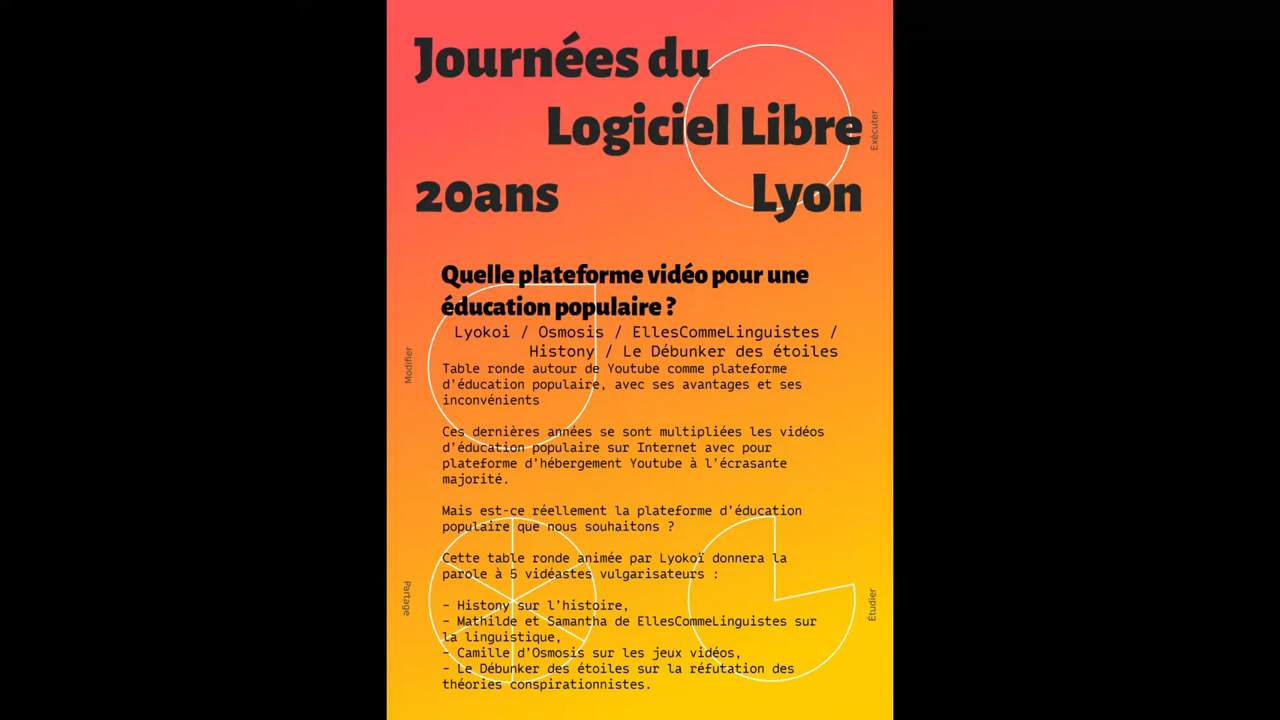 Journées du
Logiciel Libre
Exécuter
20ans Lyon
Quelle plateforme vidéo pour une
éducation populaire ?
Lyokoi / Osmosis / EllesCommeLinguistes /
Histony / Le Débunker des étoiles
Modifier
Table ronde autour de Youtube comme plateforme
d'éducation populaire, avec ses avantages et ses
inconvénients
Ces dernières années se sont multipliées les vidéos
d'éducation populaire sur Internet avec pour
plateforme d'hébergement Youtube à l'écrasante
majorité.
Mais est-ce réellement la plateforme d'éducation
populaire que nous souhaitons ?
Cette table ronde animée par Lyokoï donnera la
parole à 5 vidéastes vulgarisateurs :
Partage
Étudier
- Histony sur l'histoire,
- Mathilde et Samantha de EllesCommeLinguistes sur
la linguistique,
- Camille d'Osmosis sur les jeux vidéos,
- Le Débunker des étoiles sur la réfutation des
théories conspirationnistes.